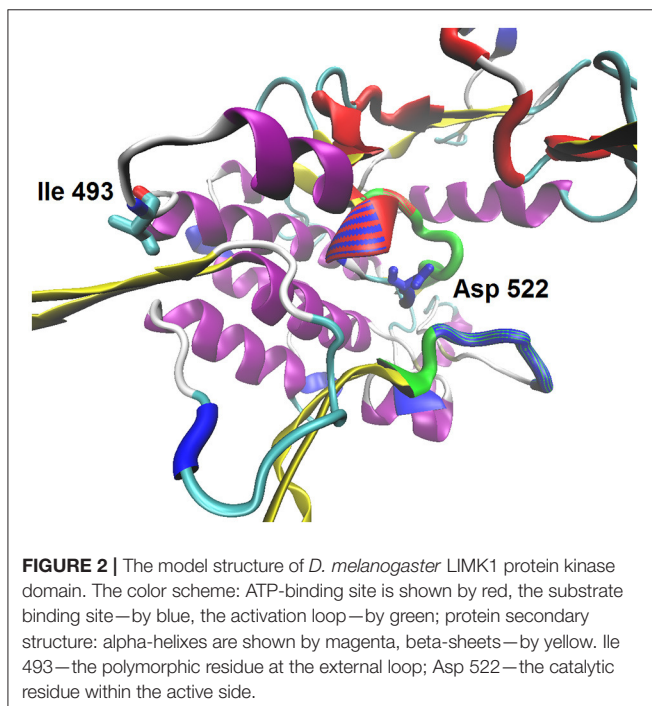 Ile 493
Asp 522
FIGURE 2 | The model structure of D. melanogaster LIMK1 protein kinase
domain. The color scheme: ATP-binding site is shown by red, the substrate
binding site—by blue, the activation loop—by green; protein secondary
structure: alpha-helixes are shown by magenta, beta-sheets—by yellow. Ile
493—the polymorphic residue at the external loop; Asp 522—the catalytic
residue within the active side.